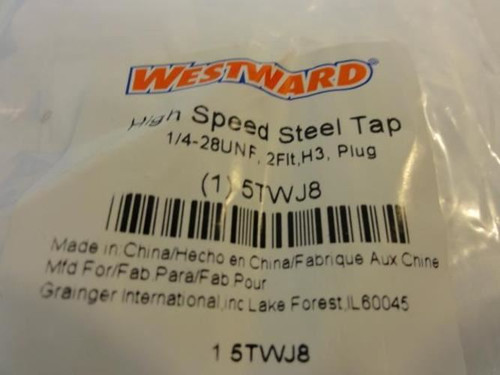 WESTWARD®
High Speed Steel Tap
1/4-28UNF, 2Flt,H3, Plug
(1) 5TWJ8
Made in:China/Hecho en China/Fabrique Aux Chine
Mfd For/Fab.Para/Fab.Pour
Grainger International,inc Lake Forest,IL60045
1 5TWJ8